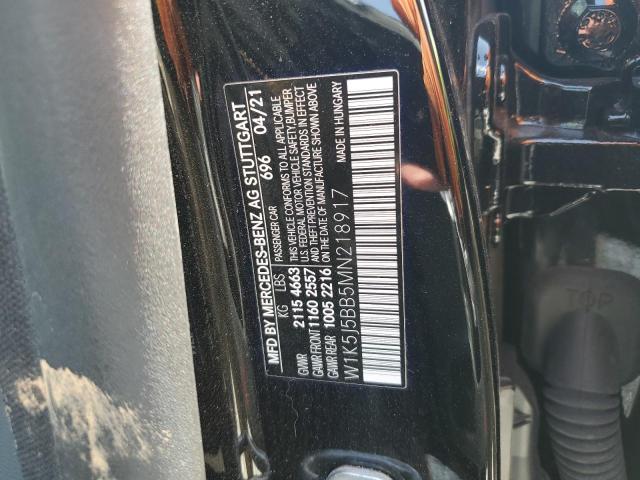 MFD BY MERCEDES-BENZ AG STUTTGART
696 04/21
KG LBS PASSENGER CAR
GVWR 2115 4663 THIS VEHICLE CONFORMS TO ALL APPLICABLE
GAWR FRONT 1160 2557 U.S. FEDERAL MOTOR VEHICLE SAFETY, BUMPER
GAWR REAR 1005 2216 AND THEFT PREVENTION STANDARDS IN EFFECT
ON THE DATE OF MANUFACTURE SHOWN ABOVE
W1K5J5BB5MN218917 MADE IN HUNGARY
TOP